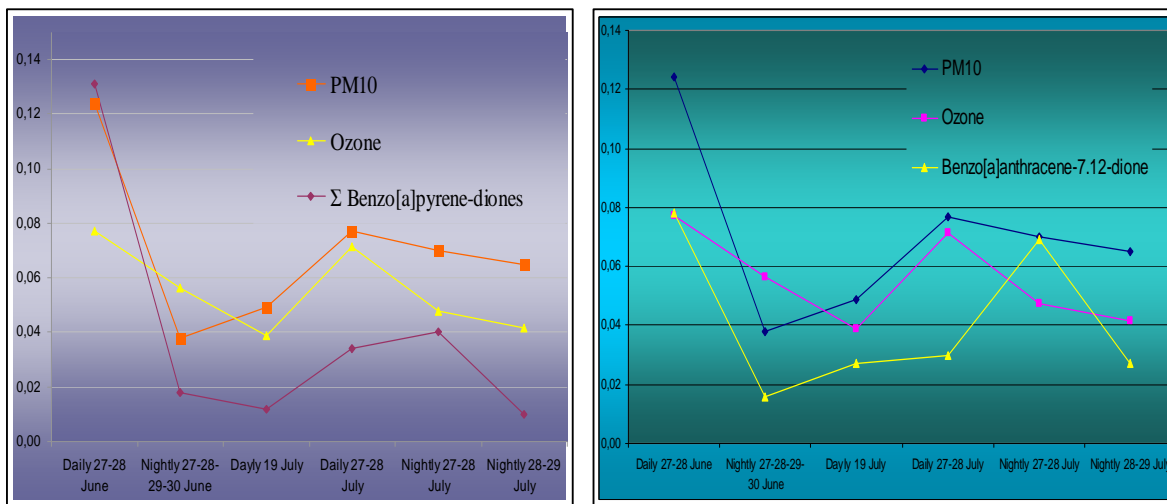 0,14
0,12
0,10
0,08
0,06
0,04
0,02
0,00
PM10
Ozone
Σ Benzo[a]pyrene-diones
Daily 27-28 June
Nightly 27-28-29-30 June
Dayly 19 July
Daily 27-28 July
Nightly 27-28 July
Nightly 28-29 July
0,14
0,12
0,10
0,08
0,06
0,04
0,02
0,00
PM10
Ozone
Benzo[a]anthracene-7.12-dione
Daily 27-28 June
Nightly 27-28-29-30 June
Dayly 19 July
Daily 27-28 July
Nightly 27-28 July
Nightly 28-29 July